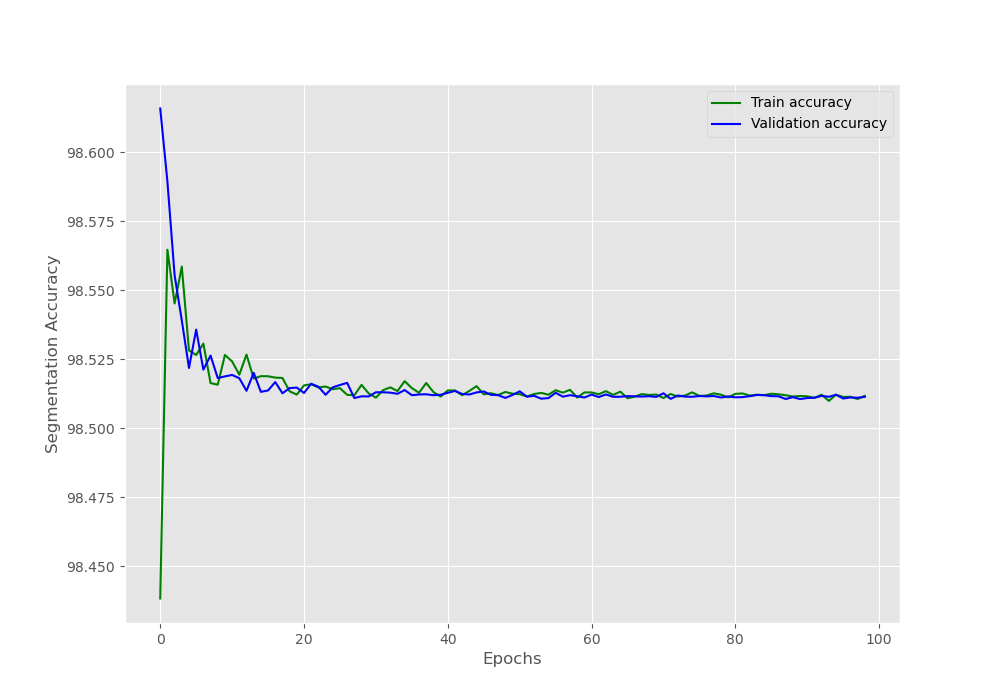 Train accuracy
Validation accuracy
98.600
98.575
98.550
98.525
98.500
98.475
98.450
Segmentation Accuracy
0 20 40 60 80 100
Epochs